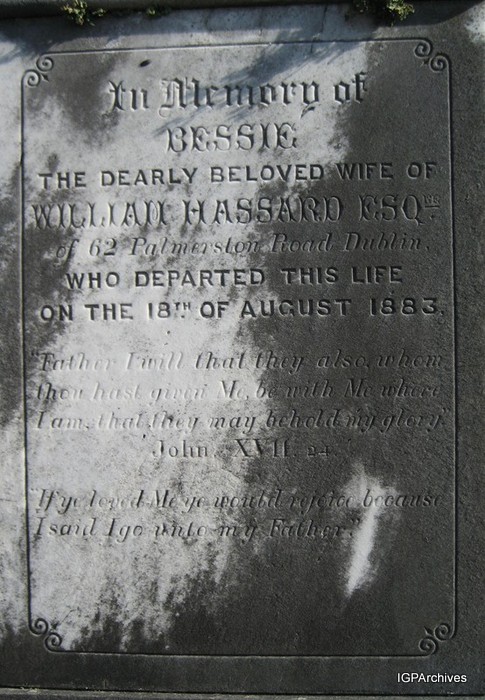 In Memory of
BESSIE
THE DEARLY BELOVED WIFE OF
WILLIAM HASSARD ESQRE
of 62 Palmerston Road Dublin,
WHO DEPARTED THIS LIFE
ON THE 18TH OF AUGUST 1883.
"Father I will that they also, whom
thou hast given Me, be with Me where
I am, that they may behold my glory"
John. XVII. 24
"If ye loved Me ye would rejoice because
I said I go unto my Father."
IGPArchives